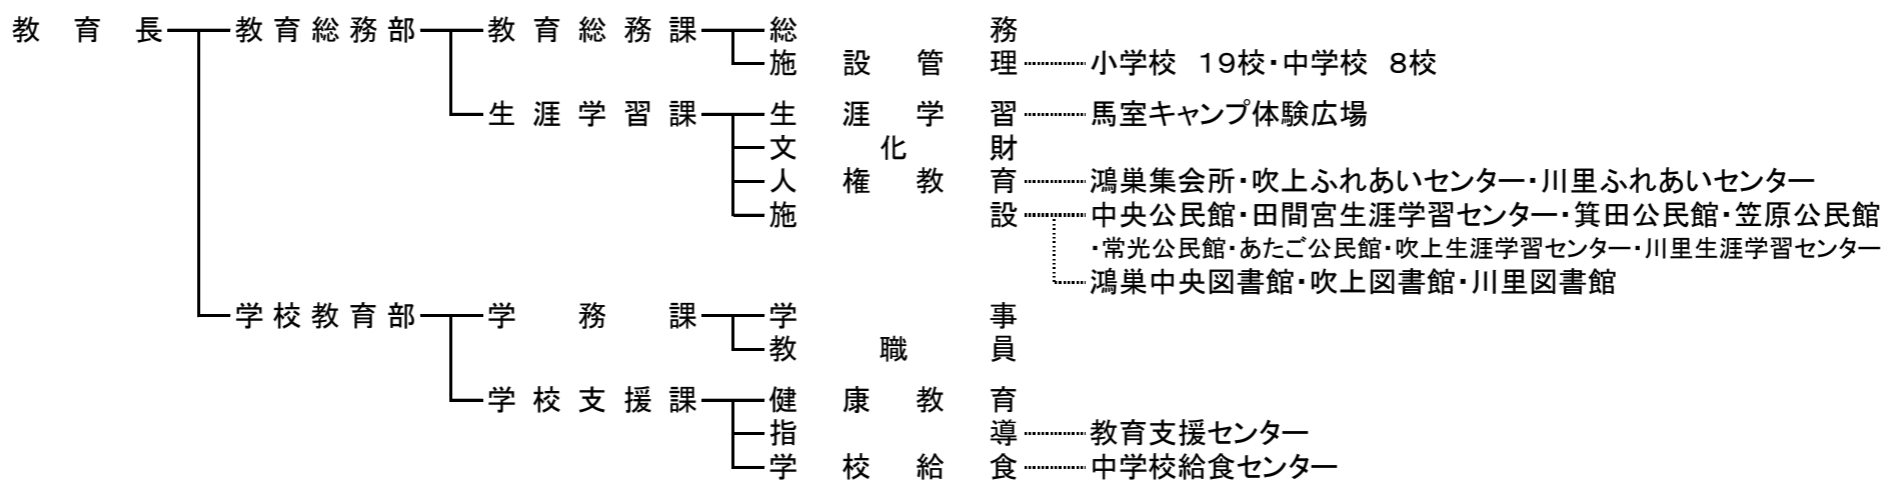 教育長 教育総務部 教育総務課 総務
施設管理 小学校　19校・中学校　8校
生涯学習課 生涯学習 馬室キャンプ体験広場
文化財
人権教育 鴻巣集会所・吹上ふれあいセンター・川里ふれあいセンター
施設 中央公民館・田間宮生涯学習センター・箕田公民館・笠原公民館
・常光公民館・あたご公民館・吹上生涯学習センター・川里生涯学習センター
鴻巣中央図書館・吹上図書館・川里図書館
学校教育部 学務課 学事
教職員
学校支援課 健康教育
指導 教育支援センター
学校給食 中学校給食センター